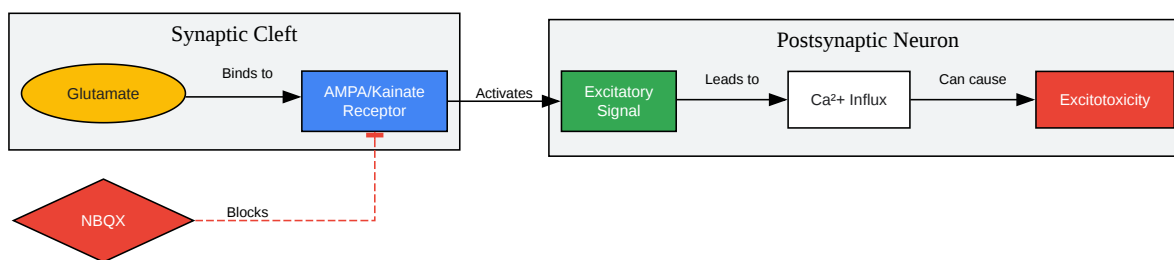 Synaptic Cleft
Postsynaptic Neuron
Glutamate
Binds to
AMPA/Kainate
Receptor
Activates
Excitatory
Signal
Leads to
Ca²+ Influx
Can cause
Excitotoxicity
NBQX
Blocks